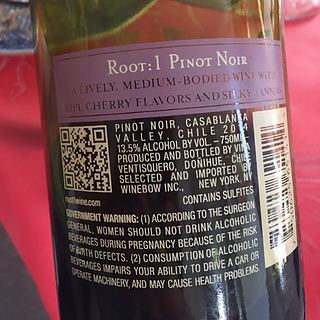 ROOT:1 PINOT NOIR
A LIVELY, MEDIUM-BODIED WINE WITH
RIPE CHERRY FLAVORS AND SILKY TANNINS
PINOT NOIR, CASABLANCA
VALLEY, CHILE 2014
13.5% ALCOHOL BY VOL. – 750ML
PRODUCED AND BOTTLED BY VIÑA
VENTISQUERO, DOÑIHUE, CHILE
SELECTED AND IMPORTED BY
WINEBOW INC., NEW YORK, NY
CONTAINS SULFITES
root1wine.com
GOVERNMENT WARNING: (1) ACCORDING TO THE SURGEON
GENERAL, WOMEN SHOULD NOT DRINK ALCOHOLIC
BEVERAGES DURING PREGNANCY BECAUSE OF THE RISK
OF BIRTH DEFECTS. (2) CONSUMPTION OF ALCOHOLIC
BEVERAGES IMPAIRS YOUR ABILITY TO DRIVE A CAR OR
OPERATE MACHINERY, AND MAY CAUSE HEALTH PROBLEMS.